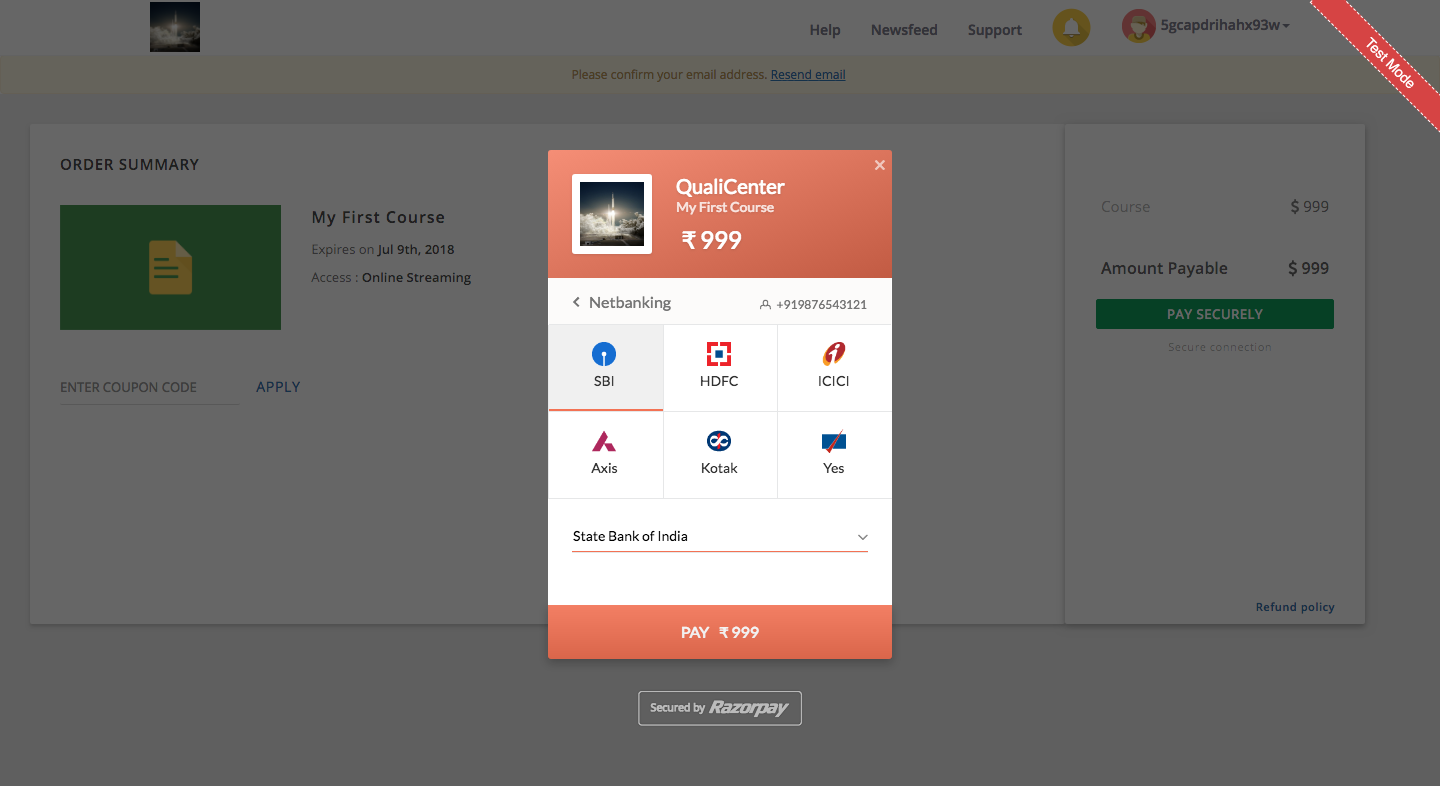 Help Newsfeed Support 5gcapdrihahx93w
Test Mode
Please confirm your email address. Resend email
ORDER SUMMARY
My First Course
Expires on Jul 9th, 2018
Access : Online Streaming
ENTER COUPON CODE APPLY
QualiCenter
My First Course
₹ 999
Netbanking +919876543121
SBI HDFC ICICI
Axis Kotak Yes
State Bank of India
PAY ₹ 999
Secured by Razorpay
Course $ 999
Amount Payable $ 999
PAY SECURELY
Secure connection
Refund policy